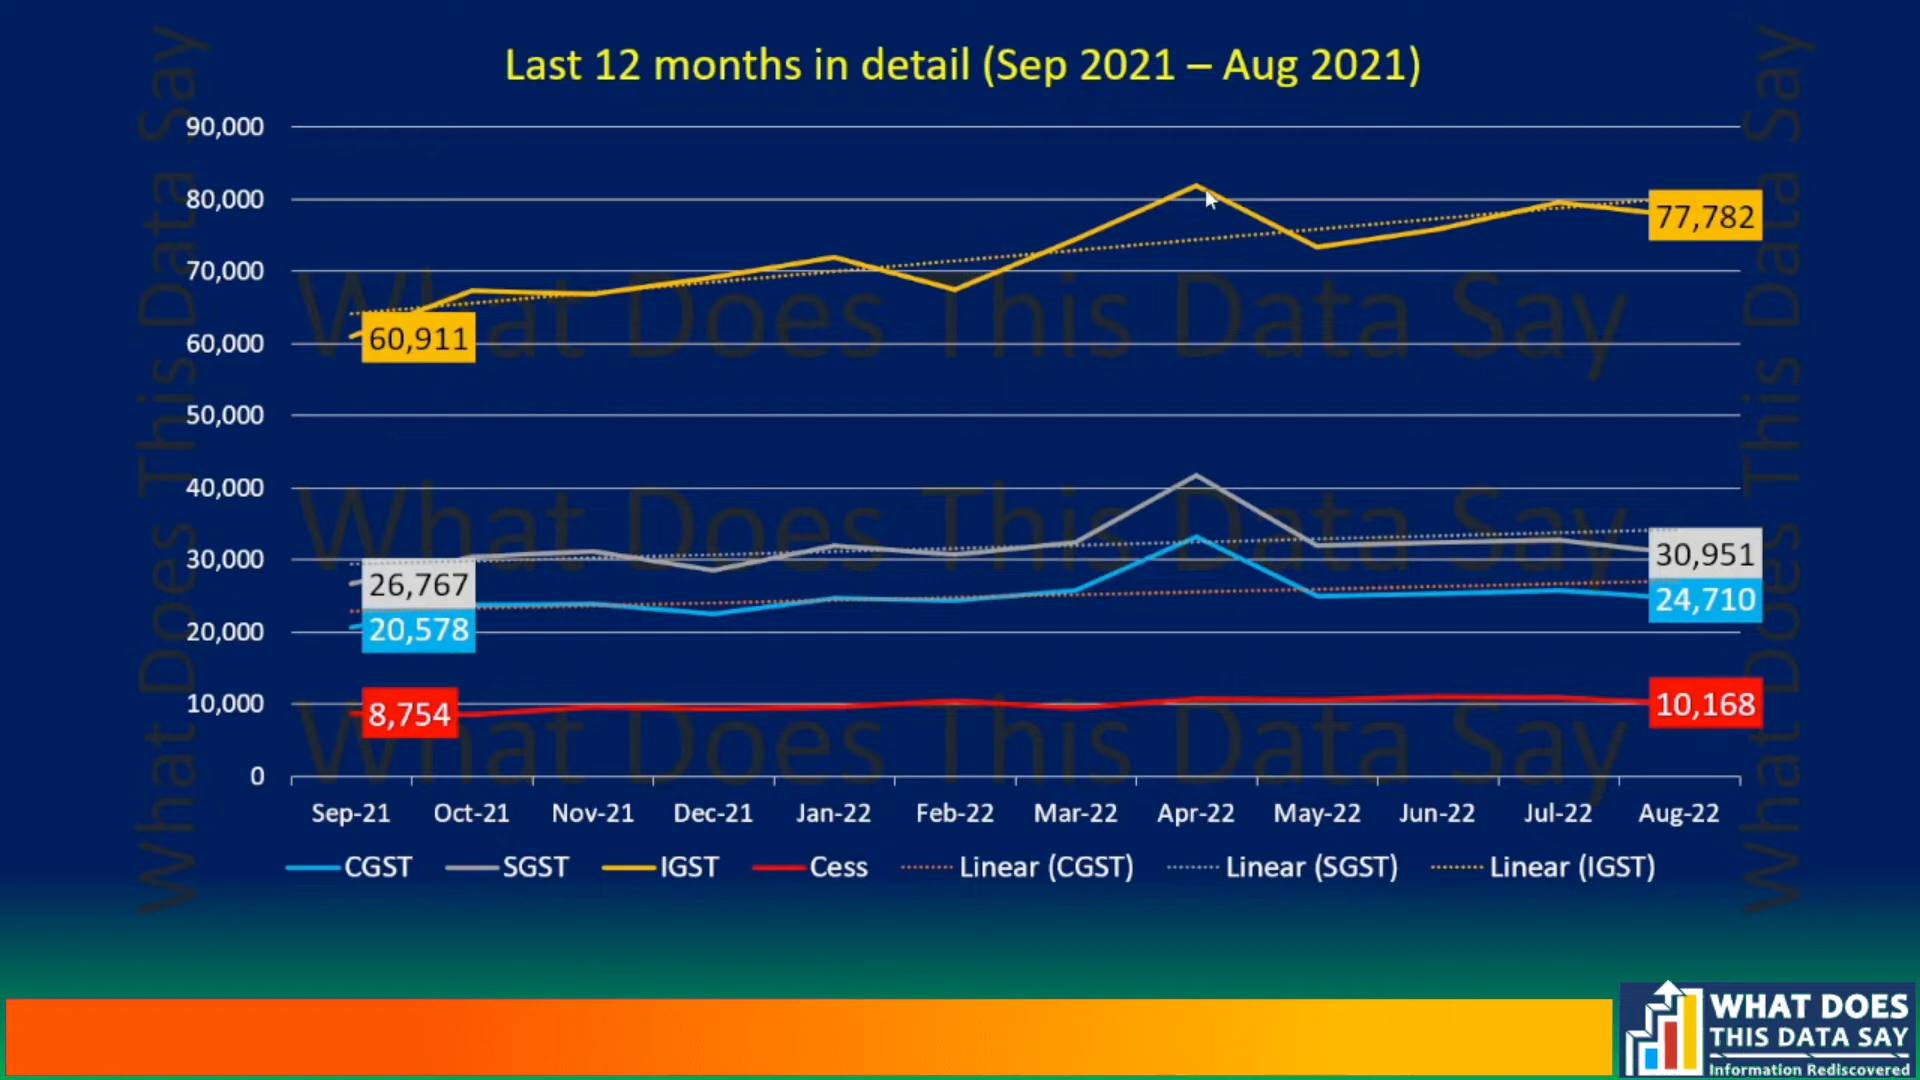 Last 12 months in detail (Sep 2021 – Aug 2021)
90,000
80,000
70,000
60,000
50,000
40,000
30,000
20,000
10,000
0
77,782
60,911
30,951
26,767
24,710
20,578
10,168
8,754
Sep-21 Oct-21 Nov-21 Dec-21 Jan-22 Feb-22 Mar-22 Apr-22 May-22 Jun-22 Jul-22 Aug-22
CGST SGST IGST Cess Linear (CGST) Linear (SGST) Linear (IGST)
What Does This Data Say
What Does This Data Say
What Does This Data Say
What Does This Data Say
What Does This Data Say
WHAT DOES
THIS DATA SAY
Information Rediscovered